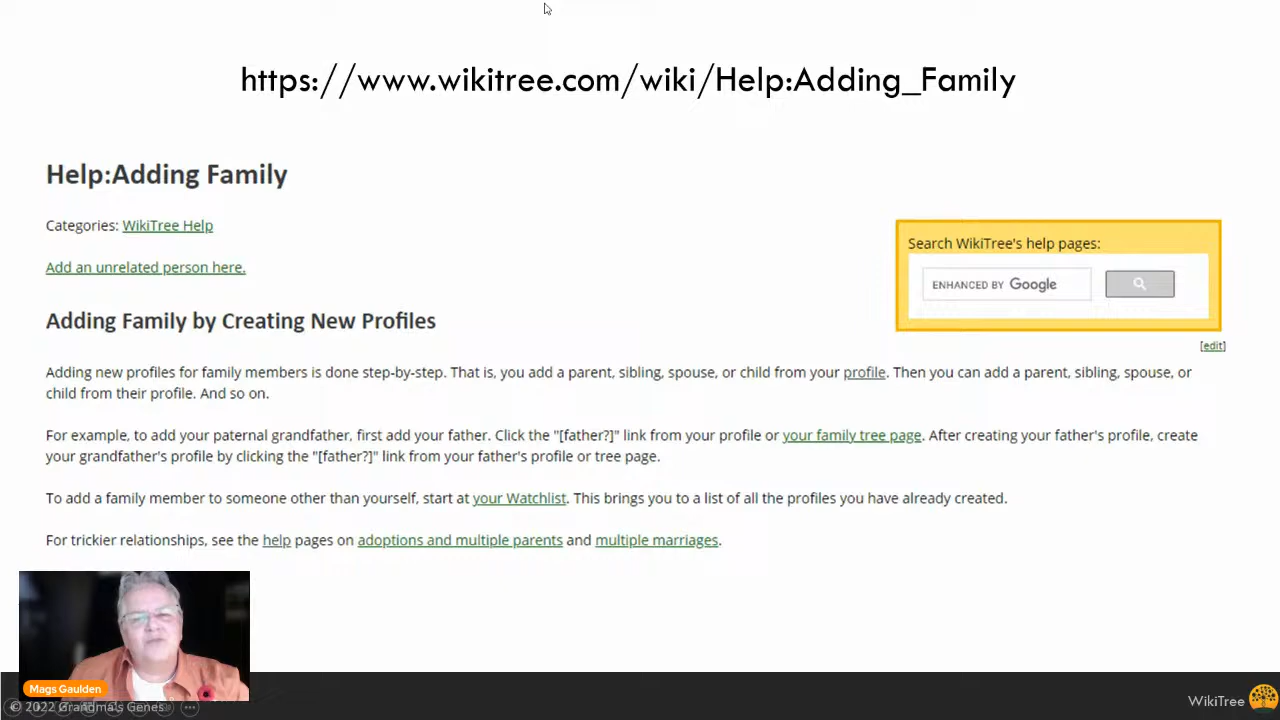 https://www.wikitree.com/wiki/Help:Adding_Family
Help:Adding Family
Categories: WikiTree Help
Add an unrelated person here.
Search WikiTree's help pages:
ENHANCED BY Google
Adding Family by Creating New Profiles
[edit]
Adding new profiles for family members is done step-by-step. That is, you add a parent, sibling, spouse, or child from your profile. Then you can add a parent, sibling, spouse, or
child from their profile. And so on.
For example, to add your paternal grandfather, first add your father. Click the "[father?]" link from your profile or your family tree page. After creating your father's profile, create
your grandfather's profile by clicking the "[father?]" link from your father's profile or tree page.
To add a family member to someone other than yourself, start at your Watchlist. This brings you to a list of all the profiles you have already created.
For trickier relationships, see the help pages on adoptions and multiple parents and multiple marriages.
Mags Gaulden
© 2022 Grandma's Genes
WikiTree